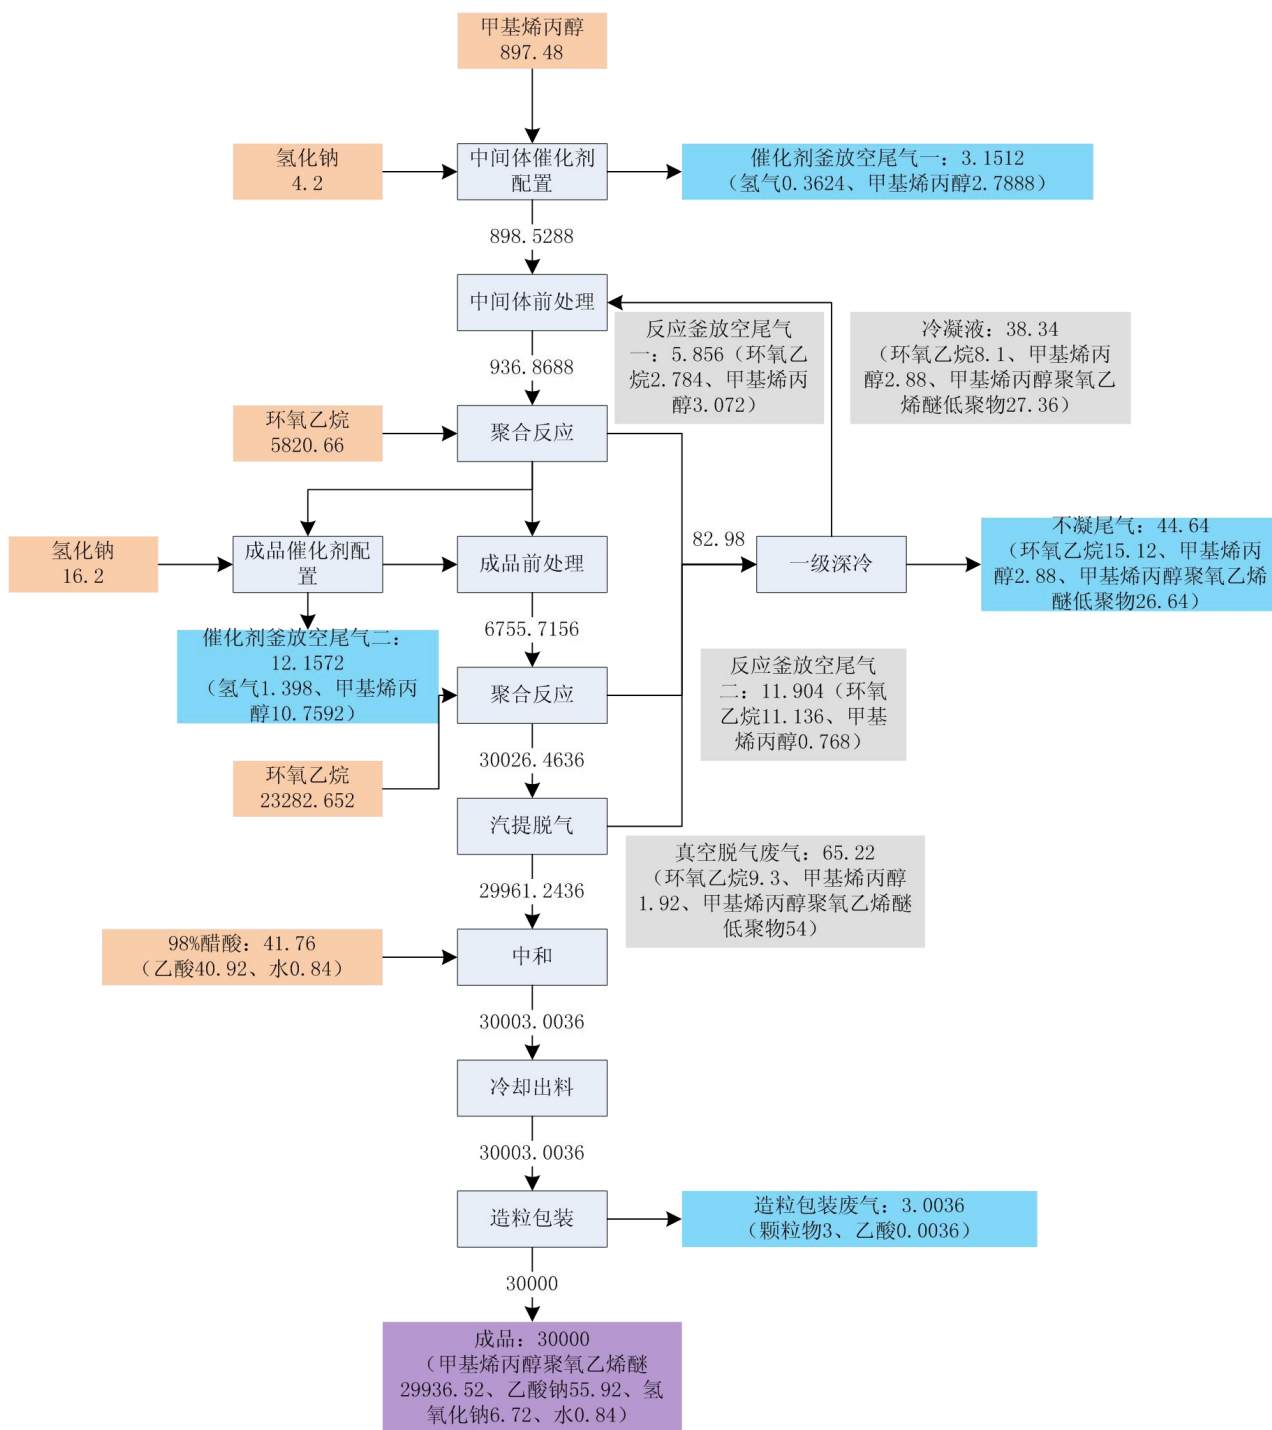 甲基烯丙醇
897.48
氢化钠
4.2
中间体催化剂
配置
催化剂釜放空尾气一：3.1512
（氢气0.3624、甲基烯丙醇2.7888）
898.5288
中间体前处理
反应釜放空尾气
一：5.856（环氧乙
烷2.784、甲基烯丙
醇3.072）
冷凝液：38.34
（环氧乙烷8.1、甲基烯丙
醇2.88、甲基烯丙醇聚氧乙
烯醚低聚物27.36）
936.8688
环氧乙烷
5820.66
聚合反应
氢化钠
16.2
成品催化剂配
置
成品前处理
82.98
一级深冷
不凝尾气：44.64
（环氧乙烷15.12、甲基烯丙
醇2.88、甲基烯丙醇聚氧乙烯
醚低聚物26.64）
催化剂釜放空尾气二：
12.1572
（氢气1.398、甲基烯丙
醇10.7592）
6755.7156
聚合反应
反应釜放空尾气
二：11.904（环氧
乙烷11.136、甲基
烯丙醇0.768）
环氧乙烷
23282.652
30026.4636
汽提脱气
真空脱气废气：65.22
（环氧乙烷9.3、甲基烯丙醇
1.92、甲基烯丙醇聚氧乙烯醚
低聚物54）
29961.2436
98%醋酸：41.76
（乙酸40.92、水0.84）
中和
30003.0036
冷却出料
30003.0036
造粒包装
造粒包装废气：3.0036
（颗粒物3、乙酸0.0036）
30000
成品：30000
（甲基烯丙醇聚氧乙烯醚
29936.52、乙酸钠55.92、氢
氧化钠6.72、水0.84）